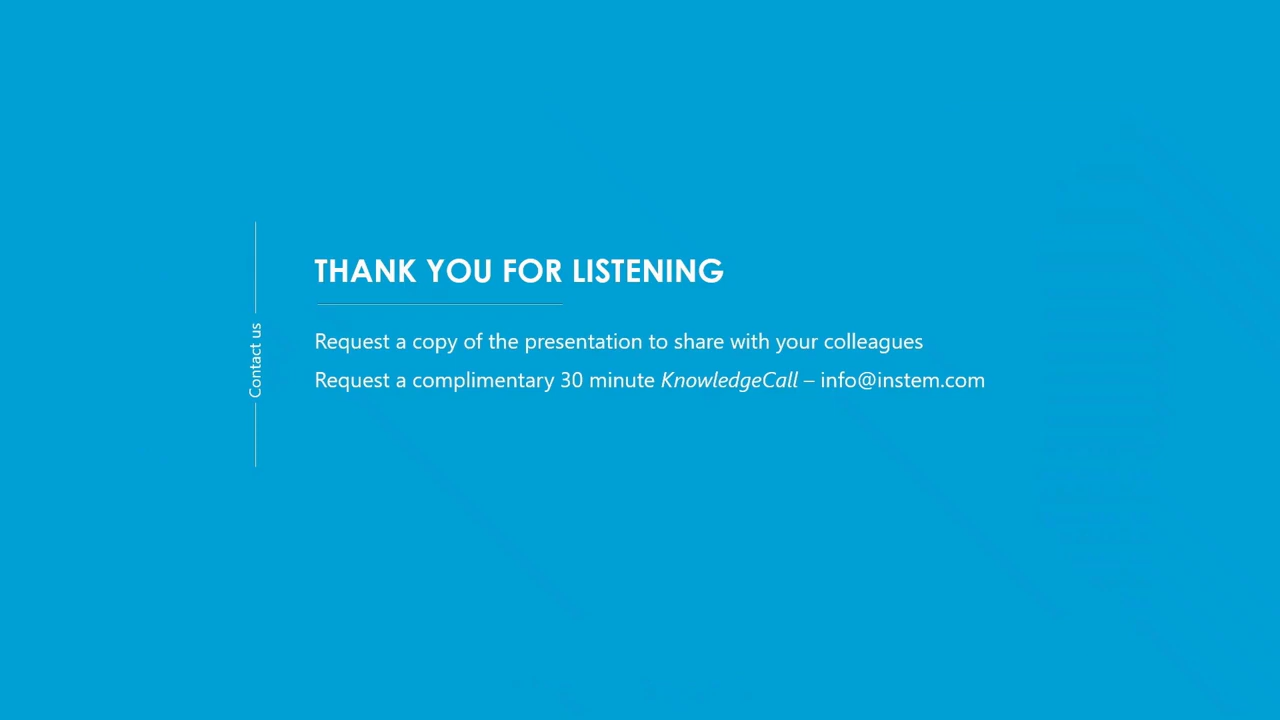 THANK YOU FOR LISTENING
Contact us
Request a copy of the presentation to share with your colleagues
Request a complimentary 30 minute KnowledgeCall – info@instem.com